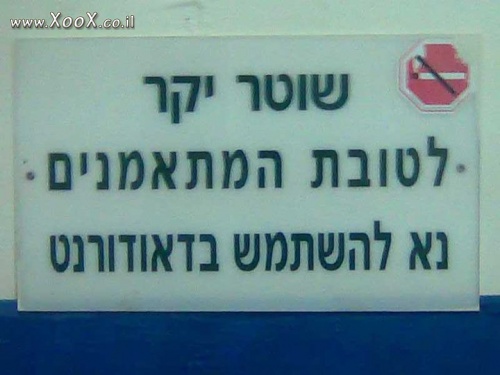 www.XooX.co.il
שוטר יקר
לטובת המתאמנים
נא להשתמש בדאודורנט